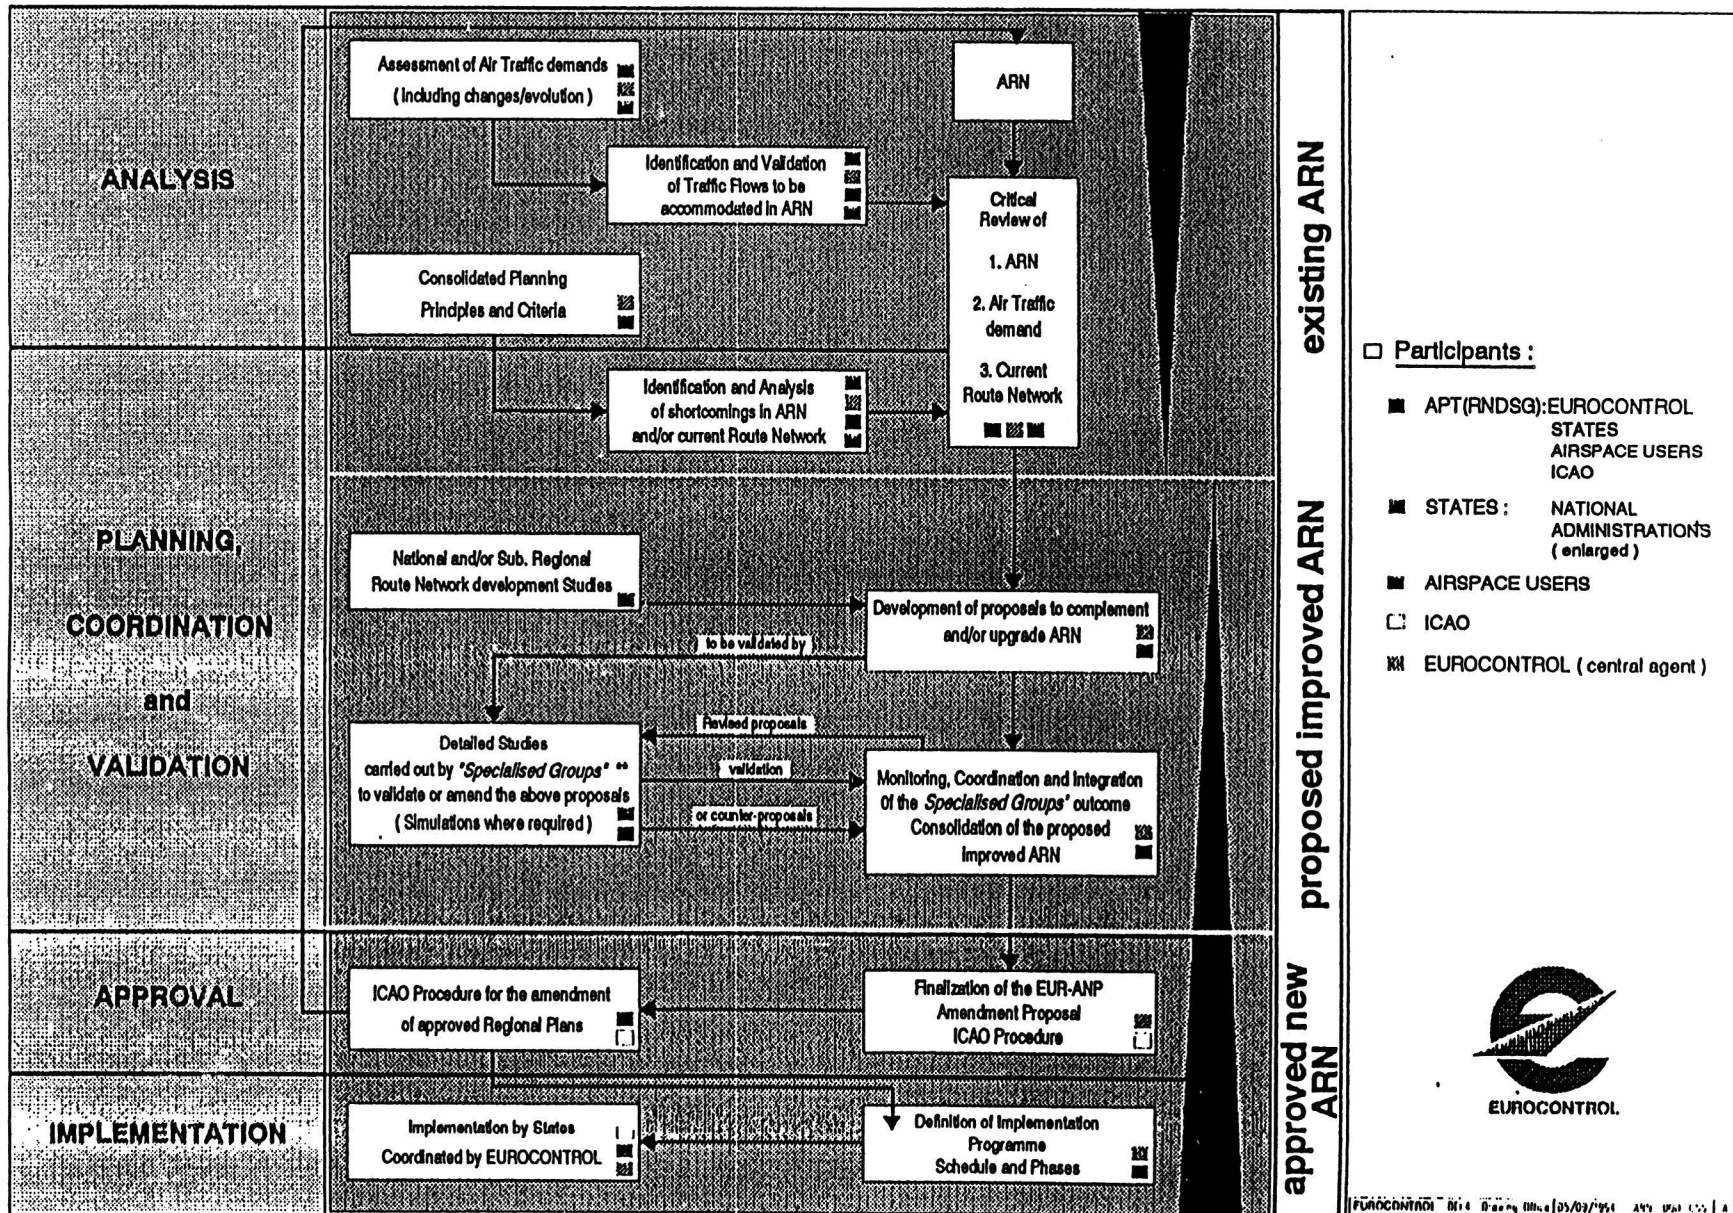 ANALYSIS
Assessment of Air Traffic demands
( Including changes/evolution )
ARN
Identification and Validation
of Traffic Flows to be
accommodated in ARN
Critical
Review of
1. ARN
2. Air Traffic
demand
3. Current
Route Network
Consolidated Planning
Principles and Criteria
Identification and Analysis
of shortcomings in ARN
and/or current Route Network
existing ARN
PLANNING,
COORDINATION
and
VALIDATION
National and/or Sub. Regional
Route Network development Studies
Development of proposals to complement
and/or upgrade ARN
to be validated by
Revised proposals
Detailed Studies
carried out by "Specialised Groups" **
to validate or amend the above proposals
( Simulations where required )
validation
or counter-proposals
Monitoring, Coordination and Integration
Of the Specialised Groups' outcome
Consolidation of the proposed
Improved ARN
proposed improved ARN
APPROVAL
ICAO Procedure for the amendment
of approved Regional Plans
Finalization of the EUR-ANP
Amendment Proposal
ICAO Procedure
IMPLEMENTATION
Implementation by States
Coordinated by EUROCONTROL
Definition of Implementation
Programme
Schedule and Phases
approved new
ARN
Participants :
APT(RNDSG): EUROCONTROL
STATES
AIRSPACE USERS
ICAO
STATES : NATIONAL
ADMINISTRATIONS
( enlarged )
AIRSPACE USERS
ICAO
EUROCONTROL ( central agent )
EUROCONTROL
EUROCONTROL